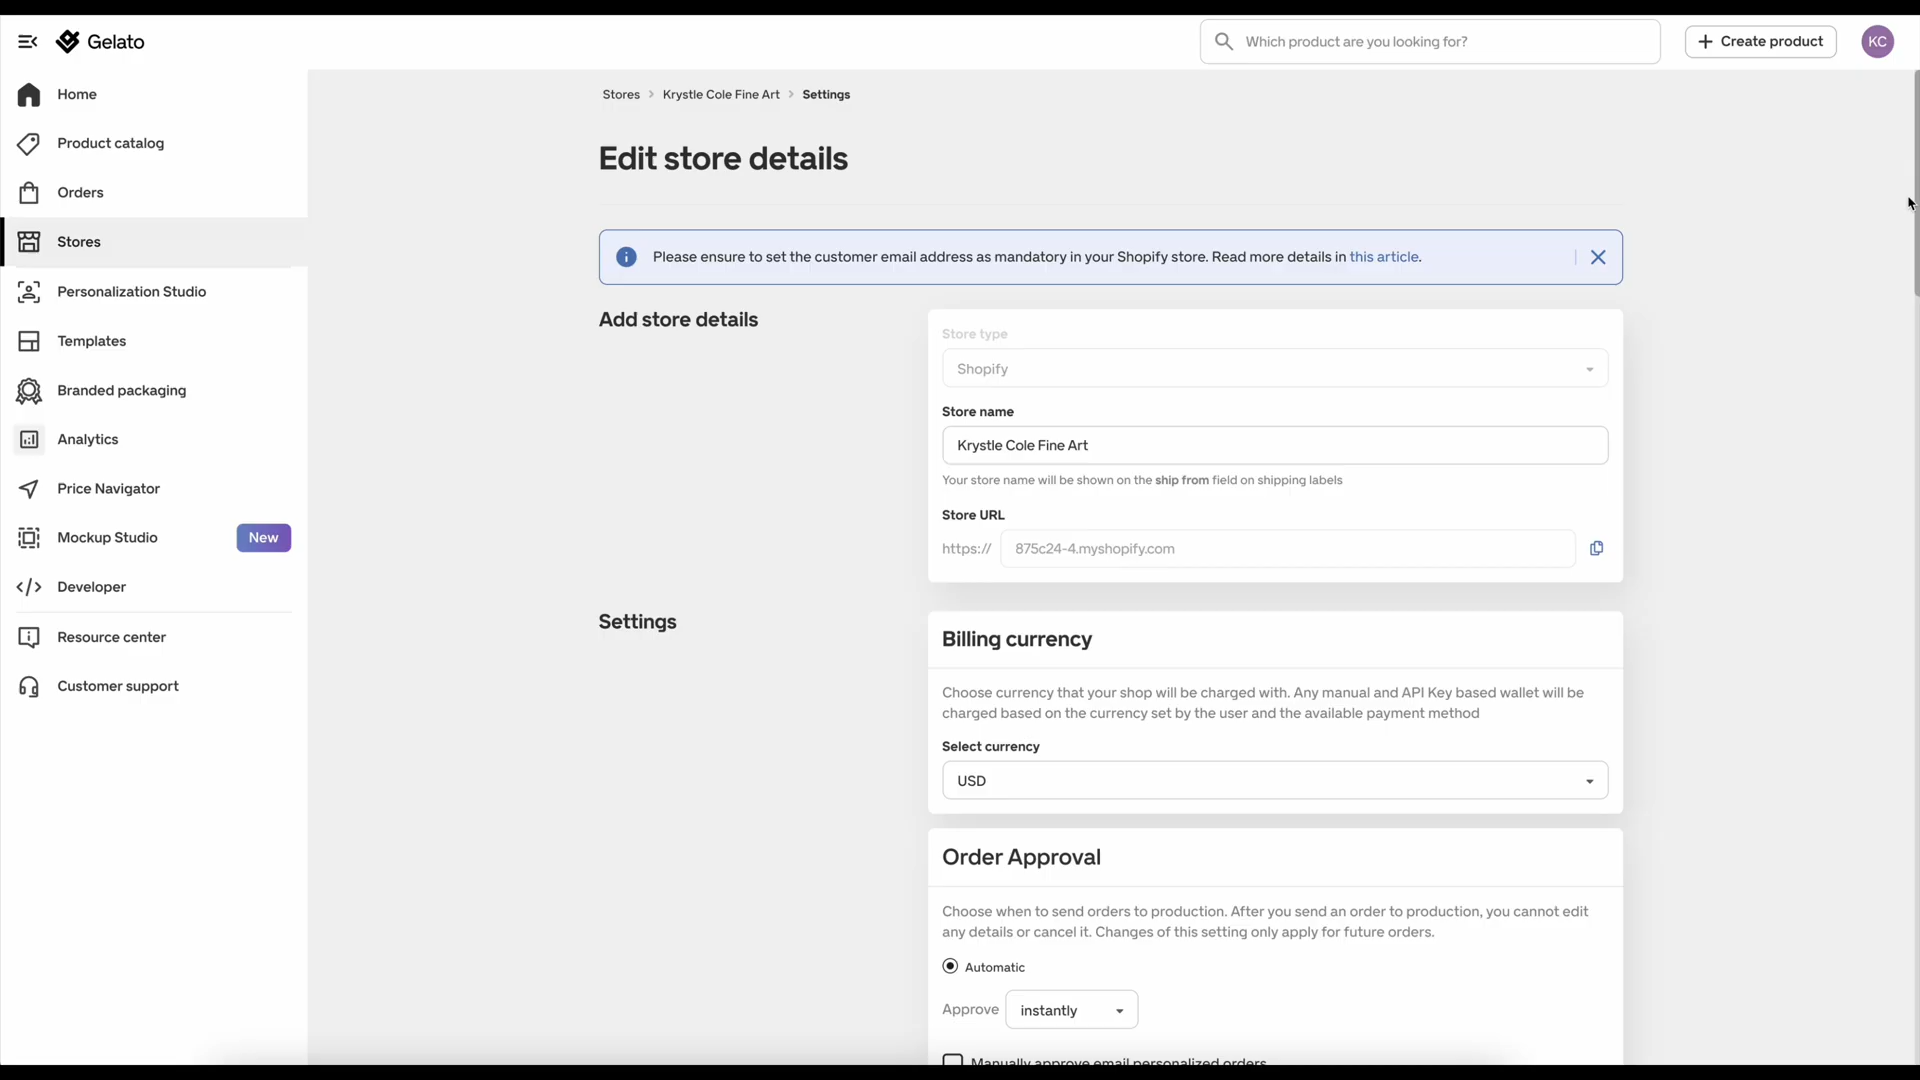 Gelato
Which product are you looking for?
Create product
KC
Home
Product catalog
Orders
Stores
Personalization Studio
Templates
Branded packaging
Analytics
Price Navigator
Mockup Studio
New
Developer
Resource center
Customer support
Stores > Krystle Cole Fine Art > Settings
Edit store details
Please ensure to set the customer email address as mandatory in your Shopify store. Read more details in this article.
Add store details
Store type
Shopify
Store name
Krystle Cole Fine Art
Your store name will be shown on the ship from field on shipping labels
Store URL
https:// 875c24-4.myshopify.com
Settings
Billing currency
Choose currency that your shop will be charged with. Any manual and API Key based wallet will be
charged based on the currency set by the user and the available payment method
Select currency
USD
Order Approval
Choose when to send orders to production. After you send an order to production, you cannot edit
any details or cancel it. Changes of this setting only apply for future orders.
Automatic
Approve instantly
Manually approve email personalized orders